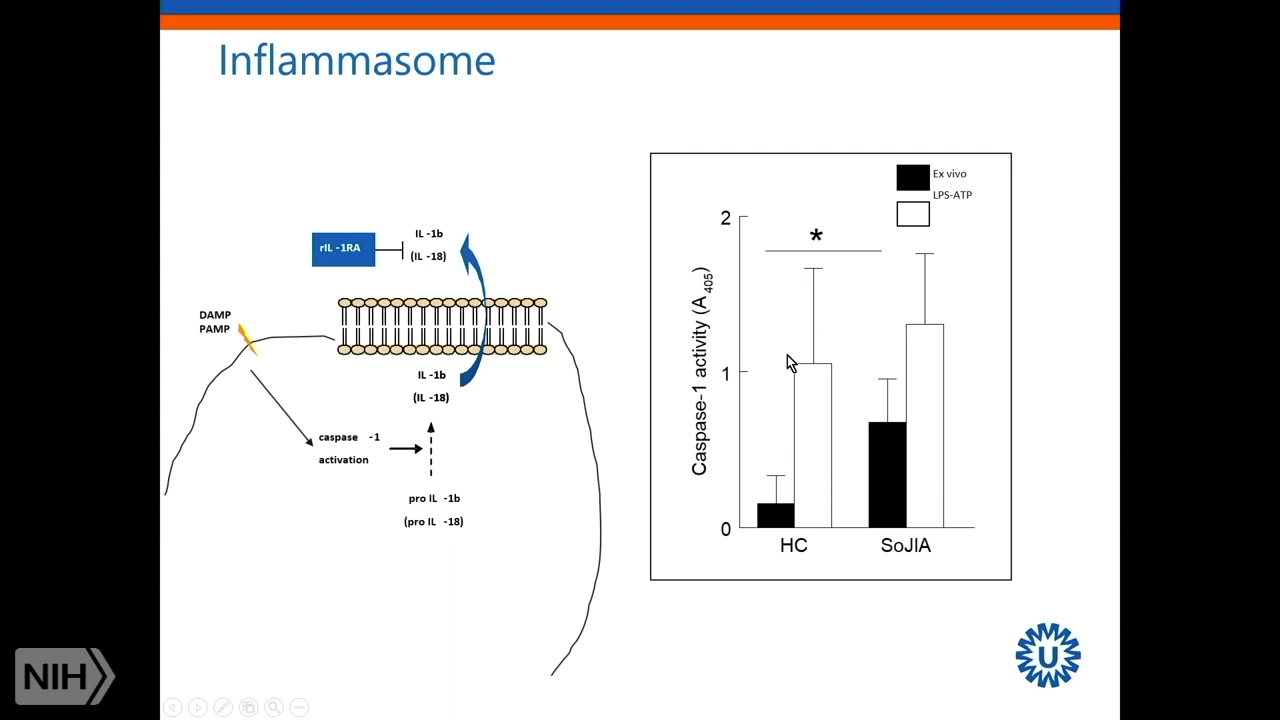 Inflammasome
rIL -1RA
IL -1b
(IL -18)
DAMP
PAMP
IL -1b
(IL -18)
caspase -1
activation
pro IL -1b
(pro IL -18)
Ex vivo
LPS-ATP
2
*
1
0
Caspase-1 activity (A405)
HC
SoJIA
U
NIH